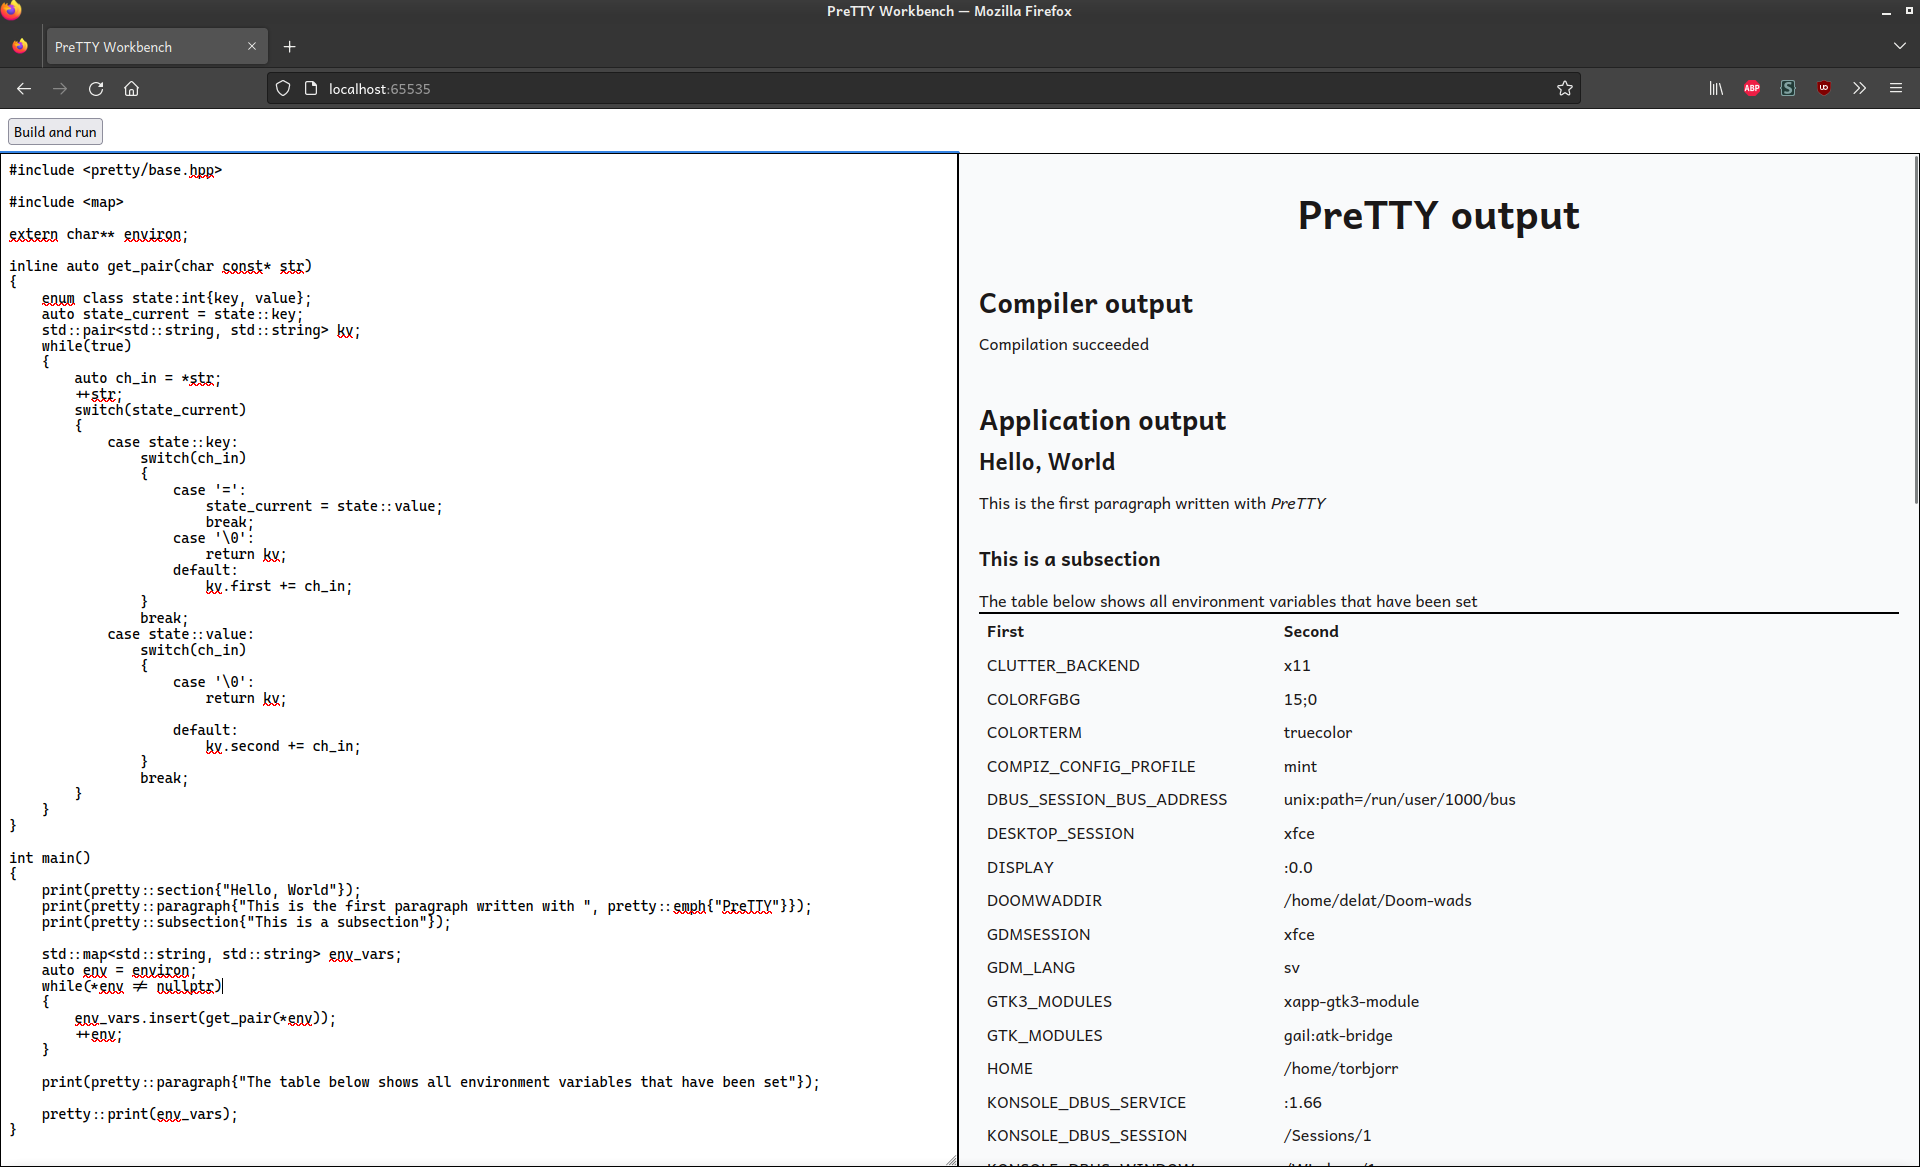 PreTTY Workbench — Mozilla Firefox
PreTTY Workbench
localhost:65535
ABP
S
UD
Build and run
#include <pretty/base.hpp>
#include <map>
extern char** environ;
inline auto get_pair(char const* str)
{
    enum class state:int{key, value};
    auto state_current = state::key;
    std::pair<std::string, std::string> kv;
    while(true)
    {
        auto ch_in = *str;
        ++str;
        switch(state_current)
        {
            case state::key:
                switch(ch_in)
                {
                    case '=':
                        state_current = state::value;
                        break;
                    case '\0':
                        return kv;
                    default:
                        kv.first += ch_in;
                }
                break;
            case state::value:
                switch(ch_in)
                {
                    case '\0':
                        return kv;
                    default:
                        kv.second += ch_in;
                }
                break;
        }
    }
}
int main()
{
    print(pretty::section{"Hello, World"});
    print(pretty::paragraph{"This is the first paragraph written with ", pretty::emph{"PreTTY"}});
    print(pretty::subsection{"This is a subsection"});
    std::map<std::string, std::string> env_vars;
    auto env = environ;
    while(*env != nullptr)
    {
        env_vars.insert(get_pair(*env));
        ++env;
    }
    print(pretty::paragraph{"The table below shows all environment variables that have been set"});
    pretty::print(env_vars);
}
PreTTY output
Compiler output
Compilation succeeded
Application output
Hello, World
This is the first paragraph written with PreTTY
This is a subsection
The table below shows all environment variables that have been set
First Second
CLUTTER_BACKEND x11
COLORFGBG 15;0
COLORTERM truecolor
COMPIZ_CONFIG_PROFILE mint
DBUS_SESSION_BUS_ADDRESS unix:path=/run/user/1000/bus
DESKTOP_SESSION xfce
DISPLAY :0.0
DOOMWADDIR /home/delat/Doom-wads
GDMSESSION xfce
GDM_LANG sv
GTK3_MODULES xapp-gtk3-module
GTK_MODULES gail:atk-bridge
HOME /home/torbjorr
KONSOLE_DBUS_SERVICE :1.66
KONSOLE_DBUS_SESSION /Sessions/1